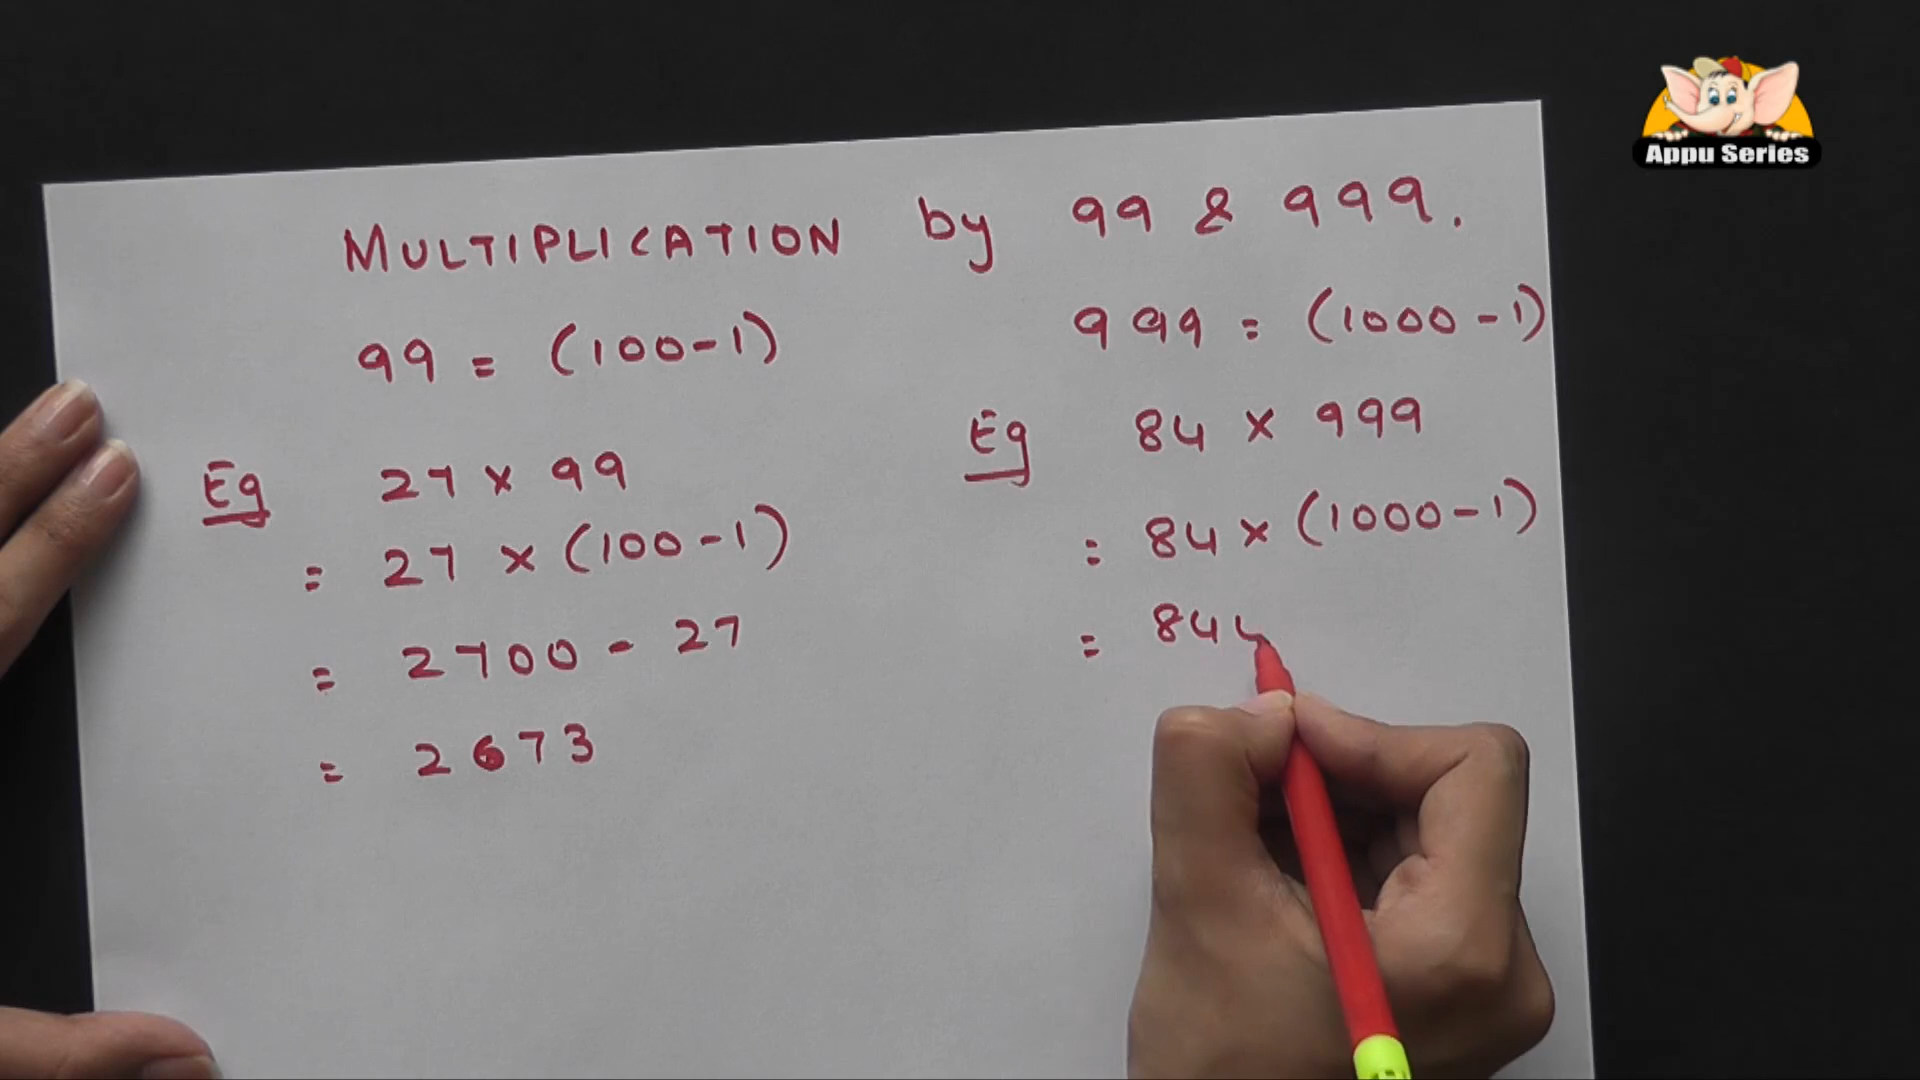 Appu Series
MULTIPLICATION by 99 & 999.
99 = (100-1)
Eg 27 × 99
= 27 × (100-1)
= 2700 - 27
= 2673
999 = (1000-1)
Eg 84 × 999
= 84 × (1000-1)
= 844